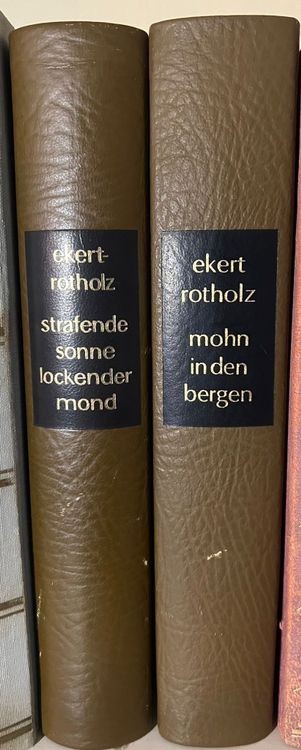 ekert-
rotholz
strafende
sonne
lockender
mond
ekert
rotholz
mohn
in den
bergen